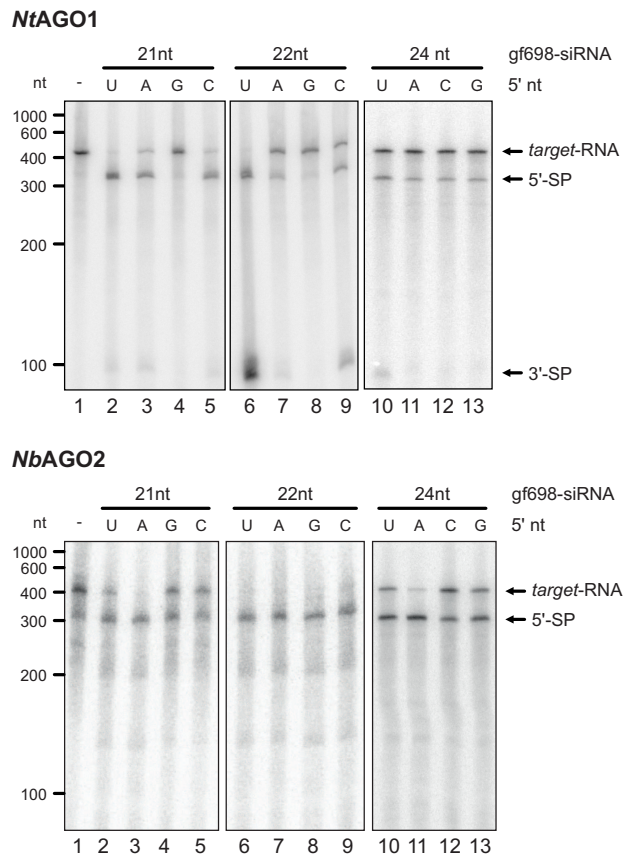 NtAGO1
21nt 22nt 24 nt gf698-siRNA
nt - U A G C U A G C U A C G 5' nt
1000
600
400 target-RNA
300 5'-SP
200
100 3'-SP
1 2 3 4 5 6 7 8 9 10 11 12 13
NbAGO2
21nt 22nt 24nt gf698-siRNA
nt - U A G C U A G C U A C G 5' nt
1000
600
400 target-RNA
300 5'-SP
200
100
1 2 3 4 5 6 7 8 9 10 11 12 13